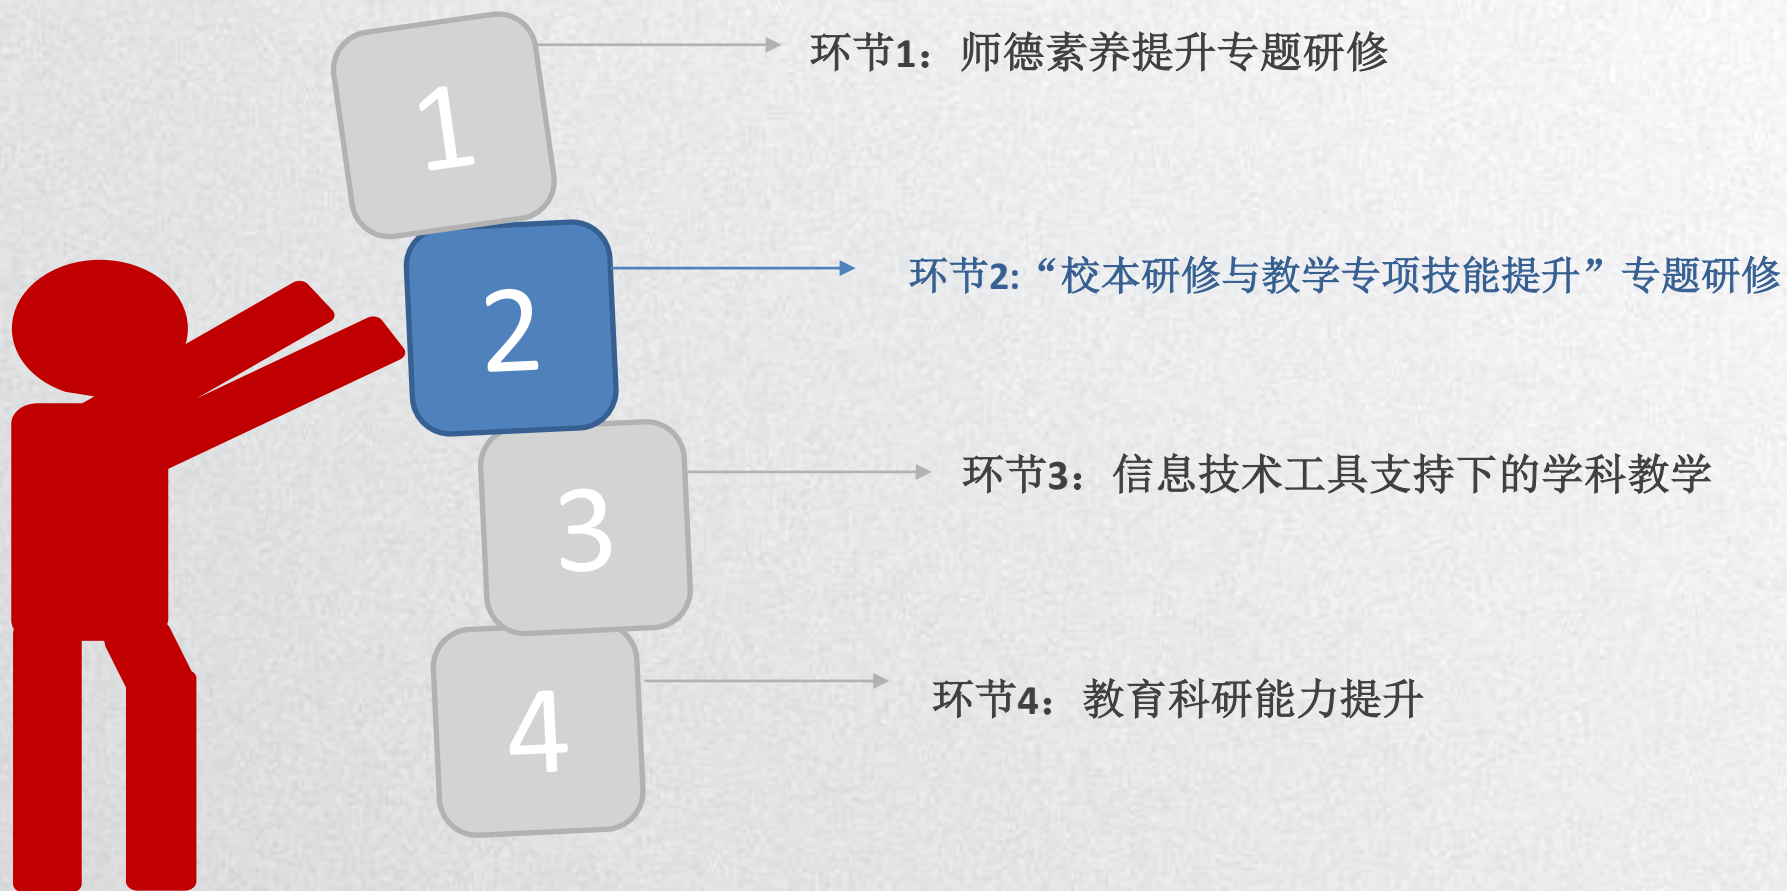 1
环节1：师德素养提升专题研修
2
环节2:“校本研修与教学专项技能提升”专题研修
3
环节3：信息技术工具支持下的学科教学
4
环节4：教育科研能力提升